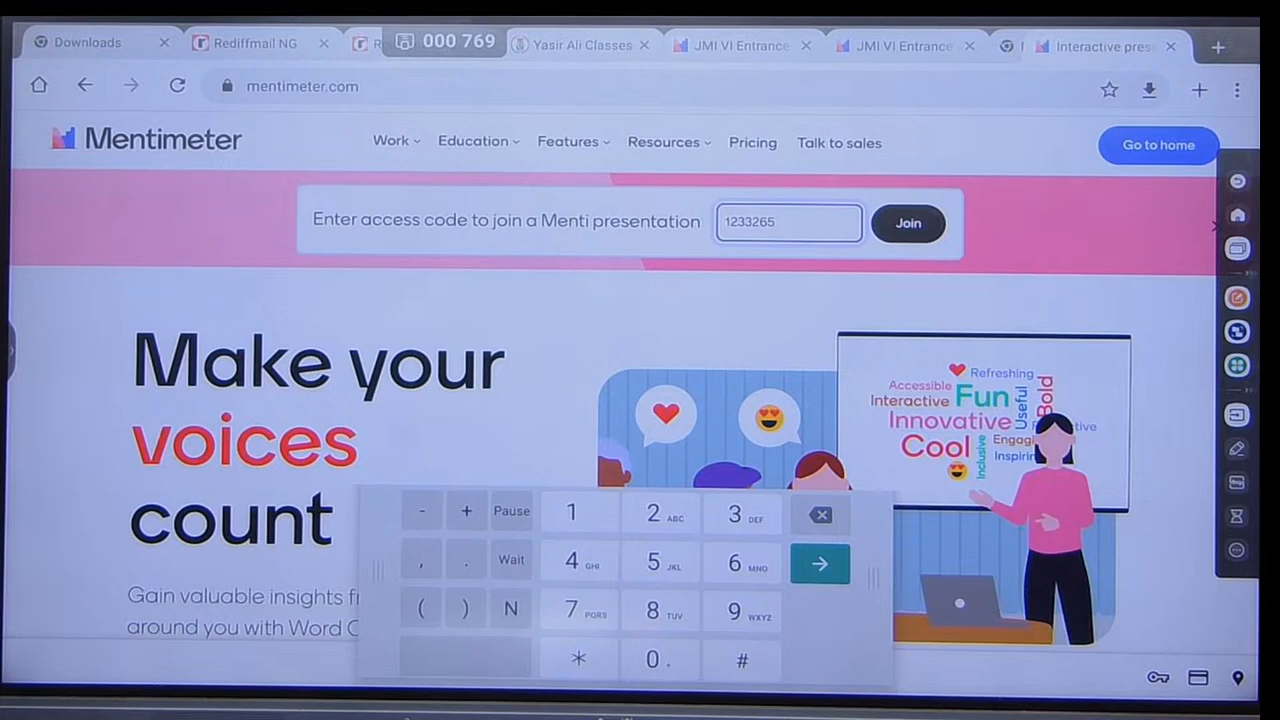 Downloads
Rediffmail NG
R
000 769
Yasir Ali Classes
JMI VI Entrance
JMI VI Entrance
Interactive pres
mentimeter.com
Mentimeter
Work
Education
Features
Resources
Pricing
Talk to sales
Go to home
Enter access code to join a Menti presentation
1233265
Join
Make your
voices
count
Gain valuable insights fr
around you with Word C
Refreshing
Accessible
Interactive
Fun
Useful
Bold
Innovative
Cool
Inclusive
Engagi
Inspirin
- + Pause 1 2 ABC 3 DEF
, . Wait 4 GHI 5 JKL 6 MNO
( ) N 7 PQRS 8 TUV 9 WXYZ
* 0 . #